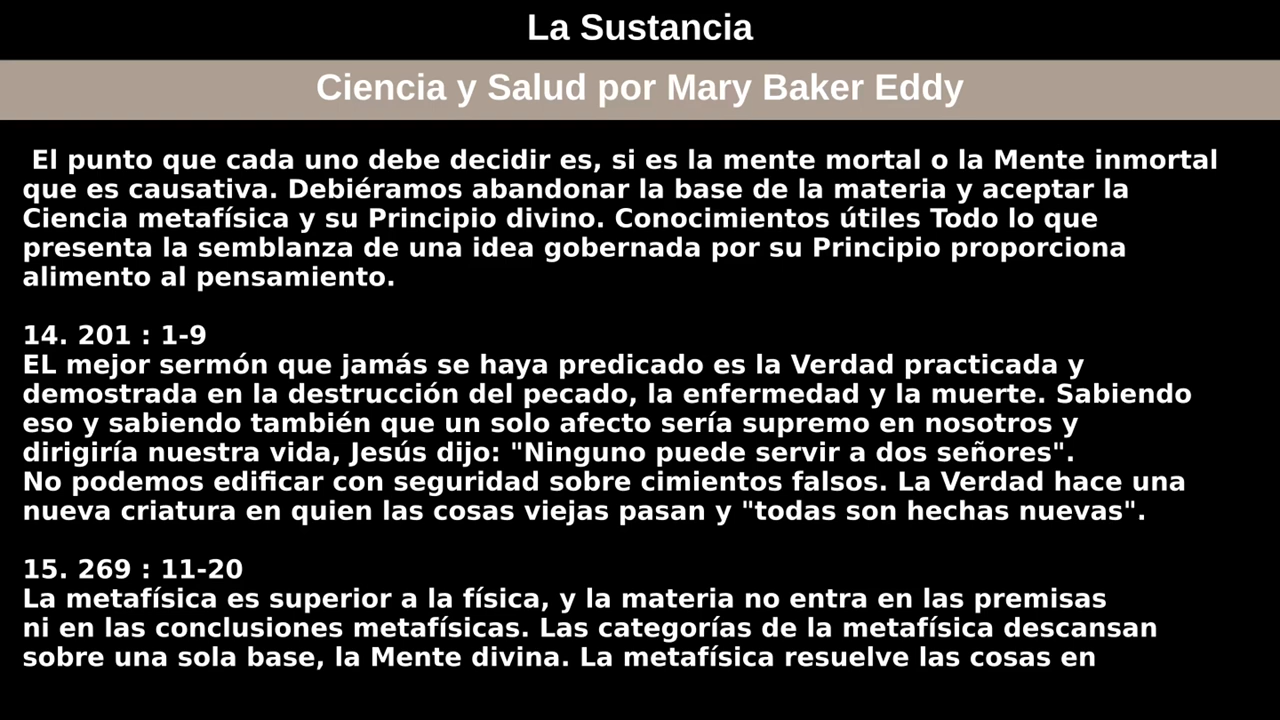 La Sustancia
Ciencia y Salud por Mary Baker Eddy
El punto que cada uno debe decidir es, si es la mente mortal o la Mente inmortal
que es causativa. Debiéramos abandonar la base de la materia y aceptar la
Ciencia metafísica y su Principio divino. Conocimientos útiles Todo lo que
presenta la semblanza de una idea gobernada por su Principio proporciona
alimento al pensamiento.
14. 201 : 1-9
EL mejor sermón que jamás se haya predicado es la Verdad practicada y
demostrada en la destrucción del pecado, la enfermedad y la muerte. Sabiendo
eso y sabiendo también que un solo afecto sería supremo en nosotros y
dirigiría nuestra vida, Jesús dijo: "Ninguno puede servir a dos señores".
No podemos edificar con seguridad sobre cimientos falsos. La Verdad hace una
nueva criatura en quien las cosas viejas pasan y "todas son hechas nuevas".
15. 269 : 11-20
La metafísica es superior a la física, y la materia no entra en las premisas
ni en las conclusiones metafísicas. Las categorías de la metafísica descansan
sobre una sola base, la Mente divina. La metafísica resuelve las cosas en